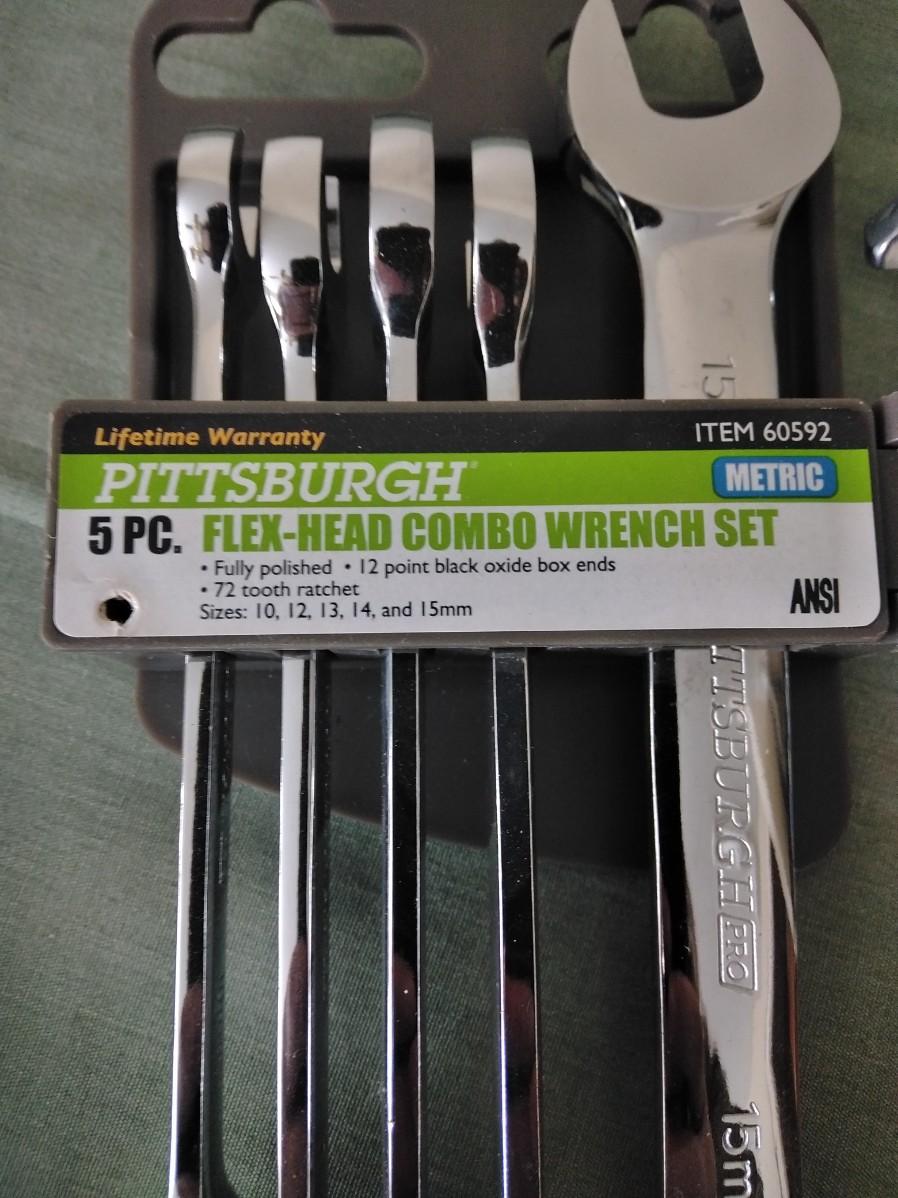 15
Lifetime Warranty
ITEM 60592
PITTSBURGH
METRIC
5 PC. FLEX-HEAD COMBO WRENCH SET
• Fully polished • 12 point black oxide box ends
• 72 tooth ratchet
Sizes: 10, 12, 13, 14, and 15mm
ANSI
ITTSBURGH PRO
15m